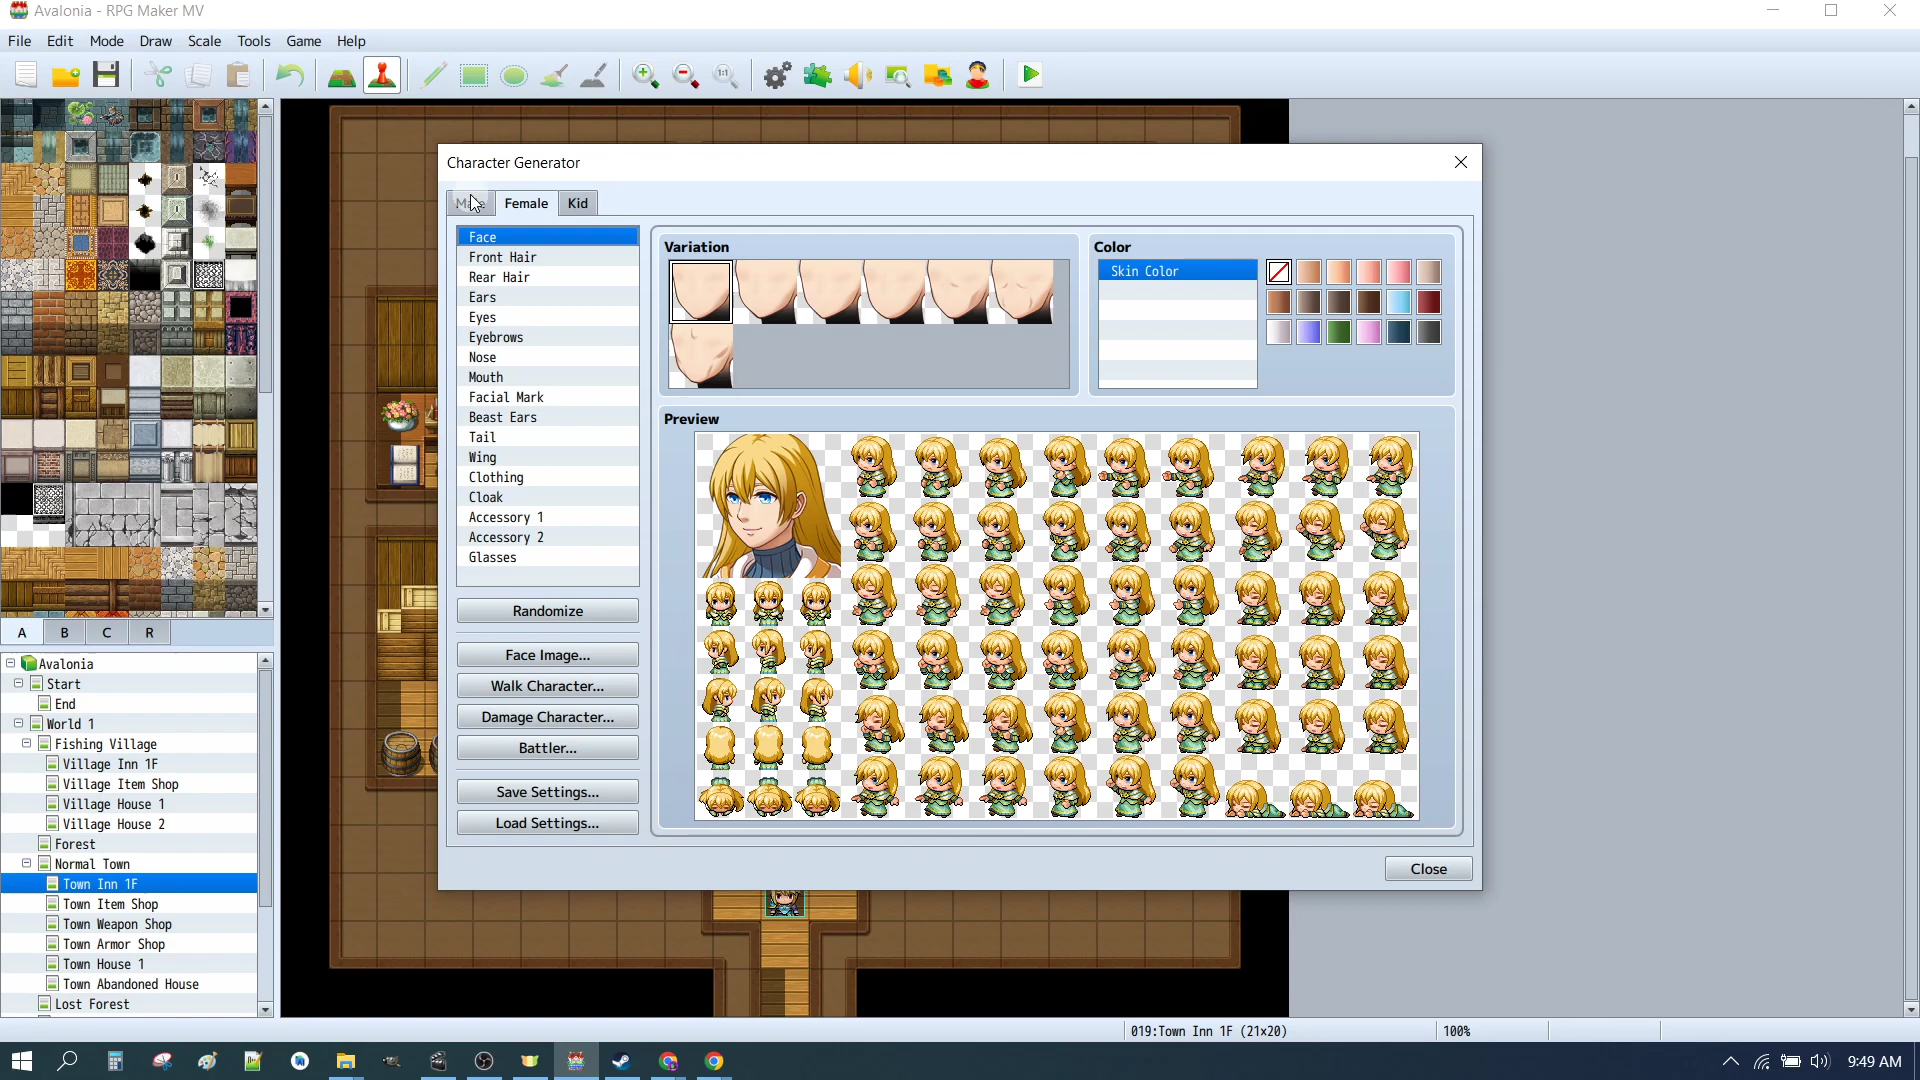 Avalonia - RPG Maker MV
File Edit Mode Draw Scale Tools Game Help
1:1
Character Generator
Female Kid
Face
Front Hair
Rear Hair
Ears
Eyes
Eyebrows
Nose
Mouth
Facial Mark
Beast Ears
Tail
Wing
Clothing
Cloak
Accessory 1
Accessory 2
Glasses
Randomize
Face Image...
Walk Character...
Damage Character...
Battler...
Save Settings...
Load Settings...
Variation
Color
Skin Color
Preview
Close
A B C R
Avalonia
Start
End
World 1
Fishing Village
Village Inn 1F
Village Item Shop
Village House 1
Village House 2
Forest
Normal Town
Town Inn 1F
Town Item Shop
Town Weapon Shop
Town Armor Shop
Town House 1
Town Abandoned House
Lost Forest
019:Town Inn 1F (21x20) 100%
9:49 AM